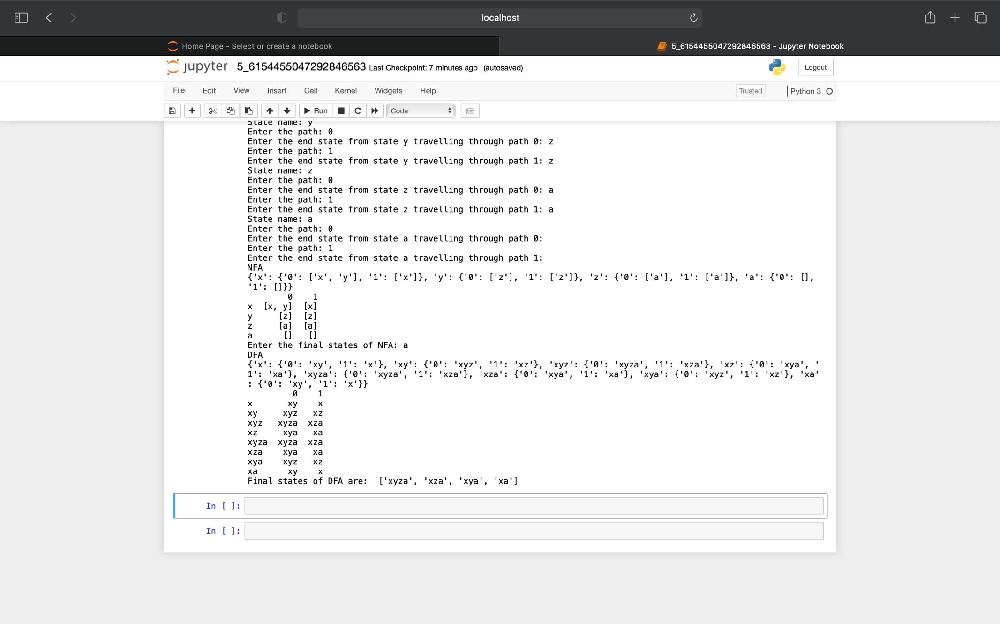 localhost
Home Page - Select or create a notebook
5_6154455047292846563 - Jupyter Notebook
jupyter 5_6154455047292846563 Last Checkpoint: 7 minutes ago (autosaved)
Logout
File Edit View Insert Cell Kernel Widgets Help
Trusted
Python 3
Run
Code
State name: y
Enter the path: 0
Enter the end state from state y travelling through path 0: z
Enter the path: 1
Enter the end state from state y travelling through path 1: z
State name: z
Enter the path: 0
Enter the end state from state z travelling through path 0: a
Enter the path: 1
Enter the end state from state z travelling through path 1: a
State name: a
Enter the path: 0
Enter the end state from state a travelling through path 0:
Enter the path: 1
Enter the end state from state a travelling through path 1:
NFA
{'x': {'0': ['x', 'y'], '1': ['x']}, 'y': {'0': ['z'], '1': ['z']}, 'z': {'0': ['a'], '1': ['a']}, 'a': {'0': [],
'1': []}}
0 1
x [x, y] [x]
y [z] [z]
z [a] [a]
a [] []
Enter the final states of NFA: a
DFA
{'x': {'0': 'xy', '1': 'x'}, 'xy': {'0': 'xyz', '1': 'xz'}, 'xyz': {'0': 'xyza', '1': 'xza'}, 'xz': {'0': 'xya', '
1': 'xa'}, 'xyza': {'0': 'xyza', '1': 'xza'}, 'xza': {'0': 'xya', '1': 'xa'}, 'xya': {'0': 'xyz', '1': 'xz'}, 'xa'
: {'0': 'xy', '1': 'x'}}
0 1
x xy x
xy xyz xz
xyz xyza xza
xz xya xa
xyza xyza xza
xza xya xa
xya xyz xz
xa xy x
Final states of DFA are: ['xyza', 'xza', 'xya', 'xa']
In [ ]:
In [ ]: